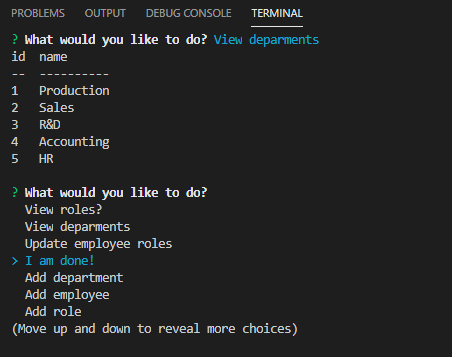 PROBLEMS OUTPUT DEBUG CONSOLE TERMINAL
? What would you like to do? View deparments
id name
-- ----------
1 Production
2 Sales
3 R&D
4 Accounting
5 HR
? What would you like to do?
View roles?
View deparments
Update employee roles
> I am done!
Add department
Add employee
Add role
(Move up and down to reveal more choices)